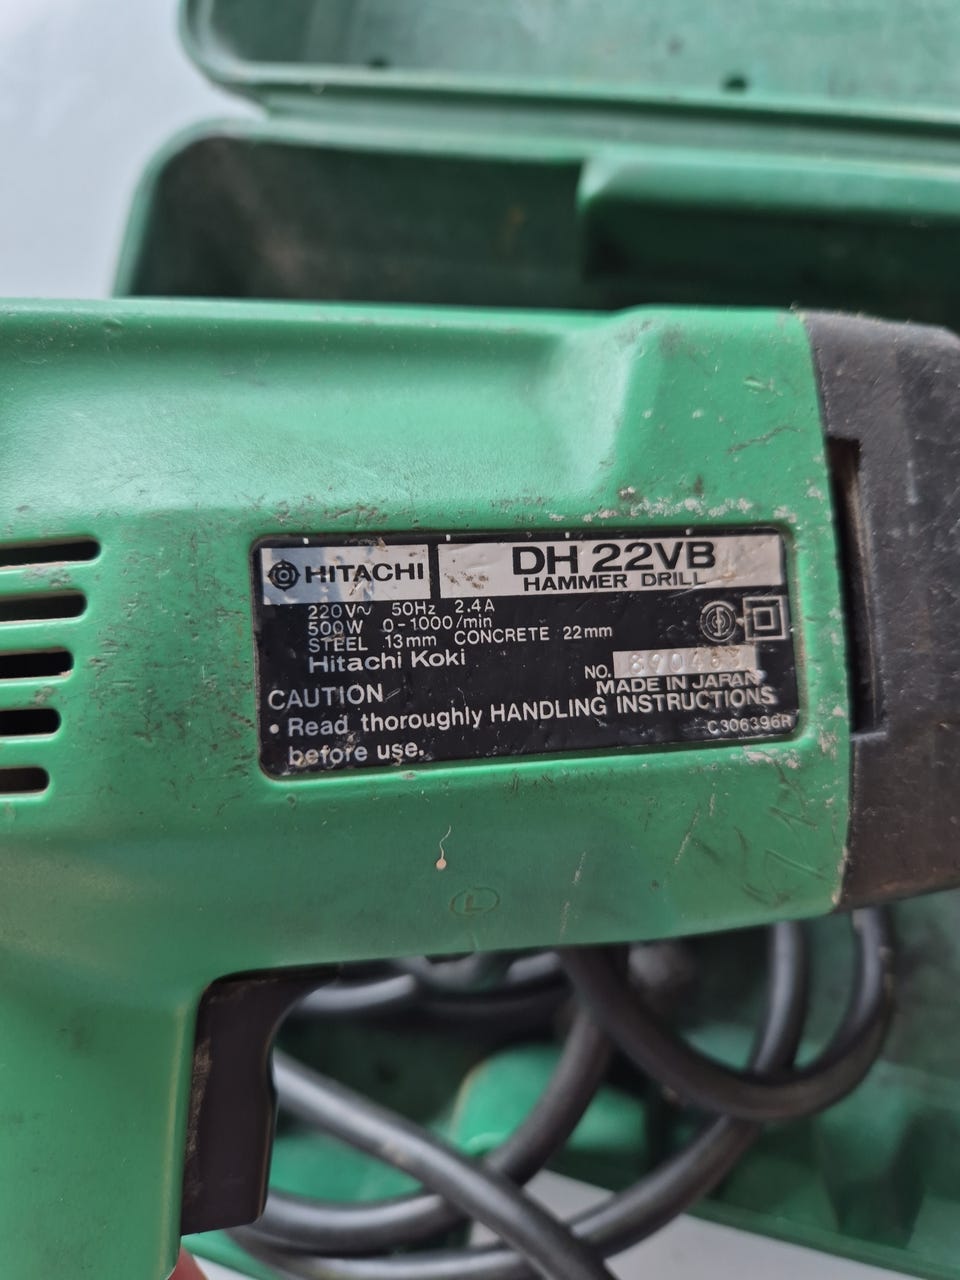 HITACHI
DH 22VB
HAMMER DRILL
220V~ 50Hz 2.4A
500W 0-1000/min
STEEL 13mm CONCRETE 22mm
Hitachi Koki
NO.
MADE IN JAPAN
CAUTION
• Read thoroughly HANDLING INSTRUCTIONS
before use.
C306396A
L